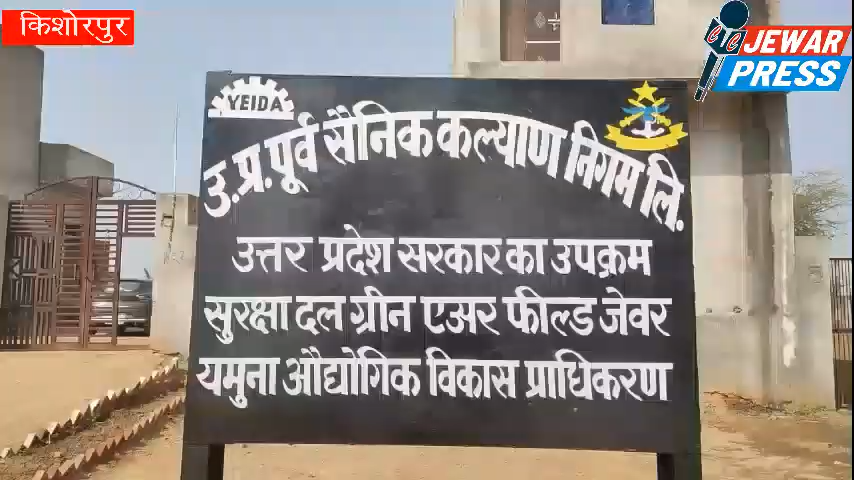 किशोरपुर
JEWAR
PRESS
YEIDA
उ.प्र.पूर्व सैनिक कल्याण निगम लि.
उत्तर प्रदेश सरकार का उपक्रम
सुरक्षा दल ग्रीन एअर फील्ड जेवर
यमुना औद्योगिक विकास प्राधिकरण